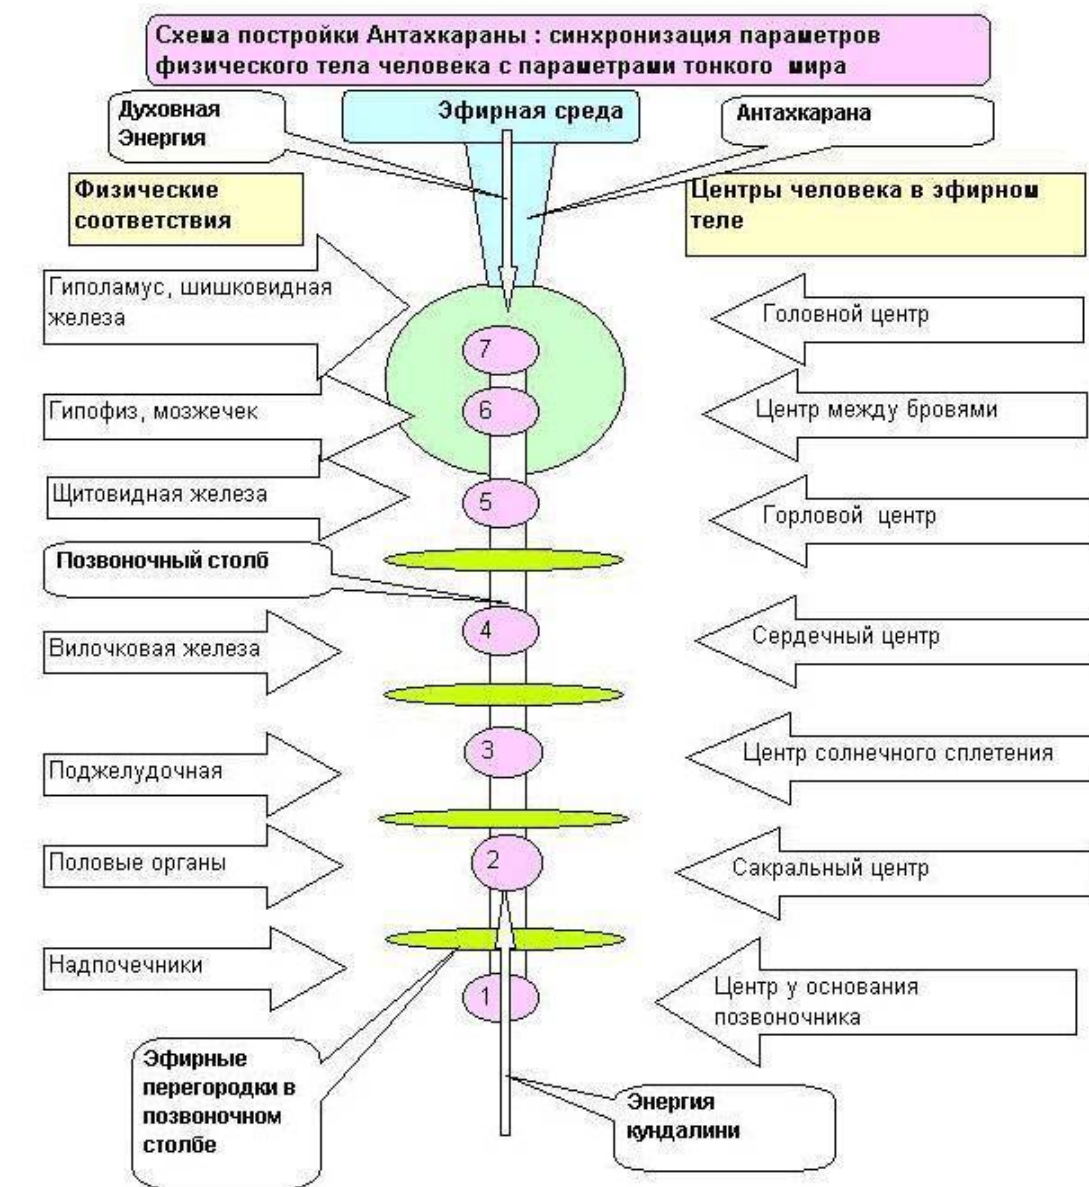 Схема постройки Антахкараны : синхронизация параметров
физического тела человека с параметрами тонкого мира
Духовная
Энергия
Эфирная среда
Антахкарана
Физические
соответствия
Центры человека в эфирном
теле
Гиполамус, шишковидная
железа
Головной центр
7
Гипофиз, мозжечек
6
Центр между бровями
Щитовидная железа
5
Горловой центр
Позвоночный столб
Вилочковая железа
4
Сердечный центр
Поджелудочная
3
Центр солнечного сплетения
Половые органы
2
Сакральный центр
Надпочечники
1
Центр у основания
позвоночника
Эфирные
перегородки в
позвоночном
столбе
Энергия
кундалини